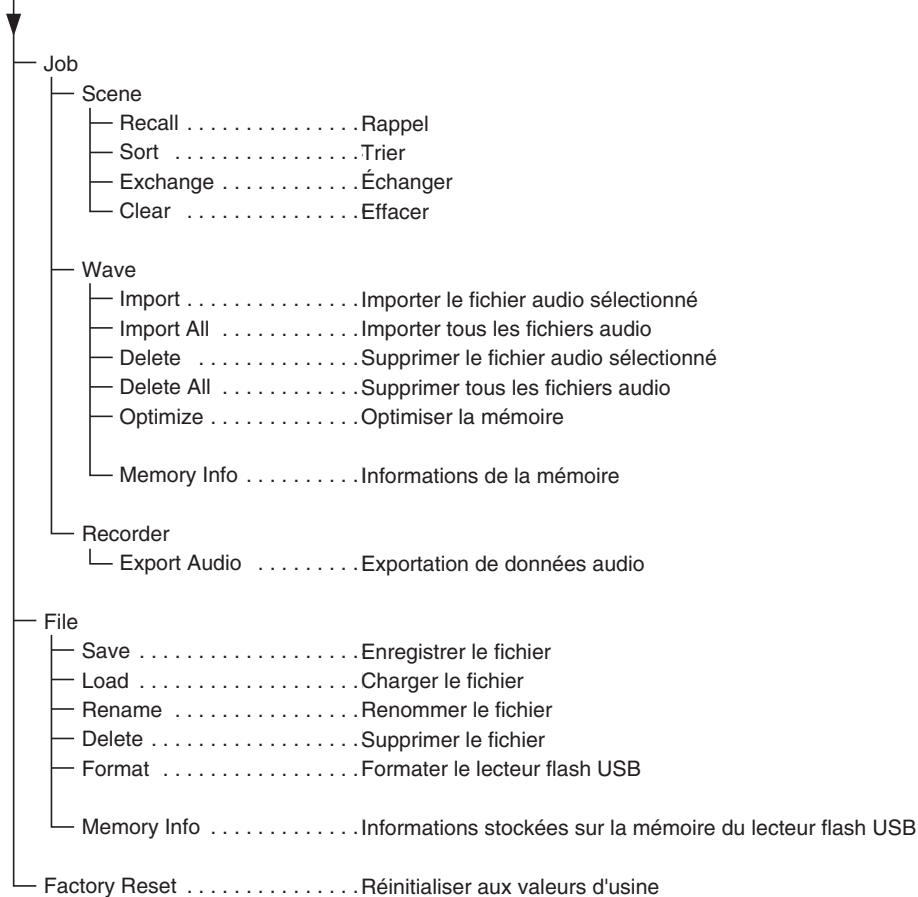 Job
Scene
Recall . . . . . . . . . . . . . . . Rappel
Sort . . . . . . . . . . . . . . . . Trier
Exchange . . . . . . . . . . . . Échanger
Clear . . . . . . . . . . . . . . . Effacer
Wave
Import . . . . . . . . . . . . . . . Importer le fichier audio sélectionné
Import All . . . . . . . . . . . . Importer tous les fichiers audio
Delete . . . . . . . . . . . . . . Supprimer le fichier audio sélectionné
Delete All . . . . . . . . . . . . Supprimer tous les fichiers audio
Optimize . . . . . . . . . . . . . Optimiser la mémoire
Memory Info . . . . . . . . . . Informations de la mémoire
Recorder
Export Audio . . . . . . . . . Exportation de données audio
File
Save . . . . . . . . . . . . . . . . . . . Enregistrer le fichier
Load . . . . . . . . . . . . . . . . . . . Charger le fichier
Rename . . . . . . . . . . . . . . . . Renommer le fichier
Delete . . . . . . . . . . . . . . . . . . Supprimer le fichier
Format . . . . . . . . . . . . . . . . . Formater le lecteur flash USB
Memory Info . . . . . . . . . . . . . Informations stockées sur la mémoire du lecteur flash USB
Factory Reset . . . . . . . . . . . . . . . Réinitialiser aux valeurs d'usine